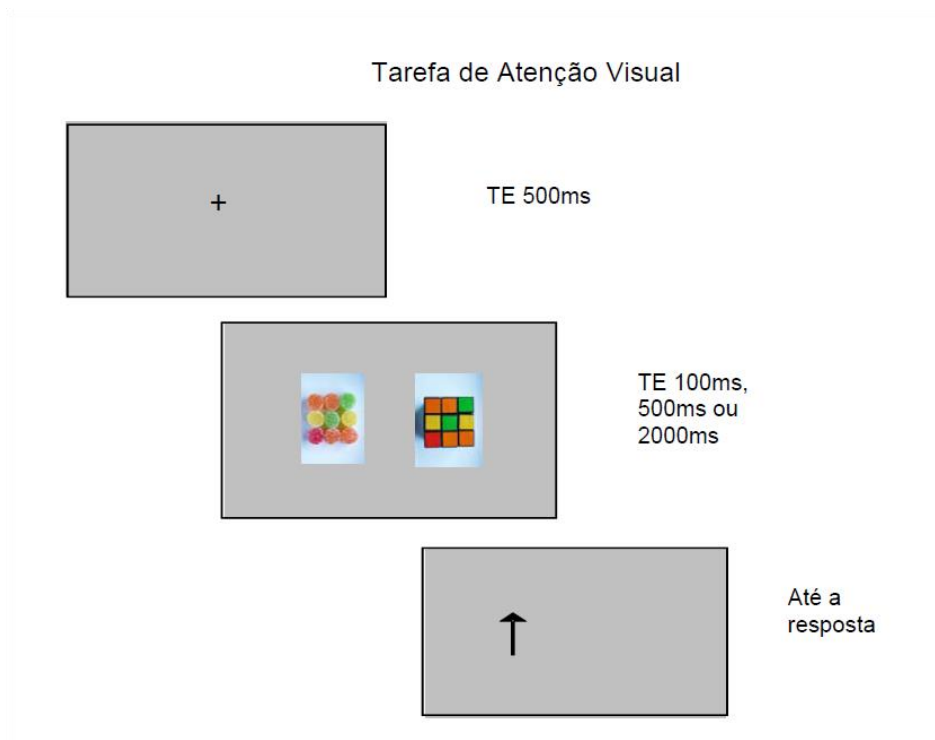 Tarefa de Atenção Visual
+
TE 500ms
TE 100ms,
500ms ou
2000ms
Até a
resposta